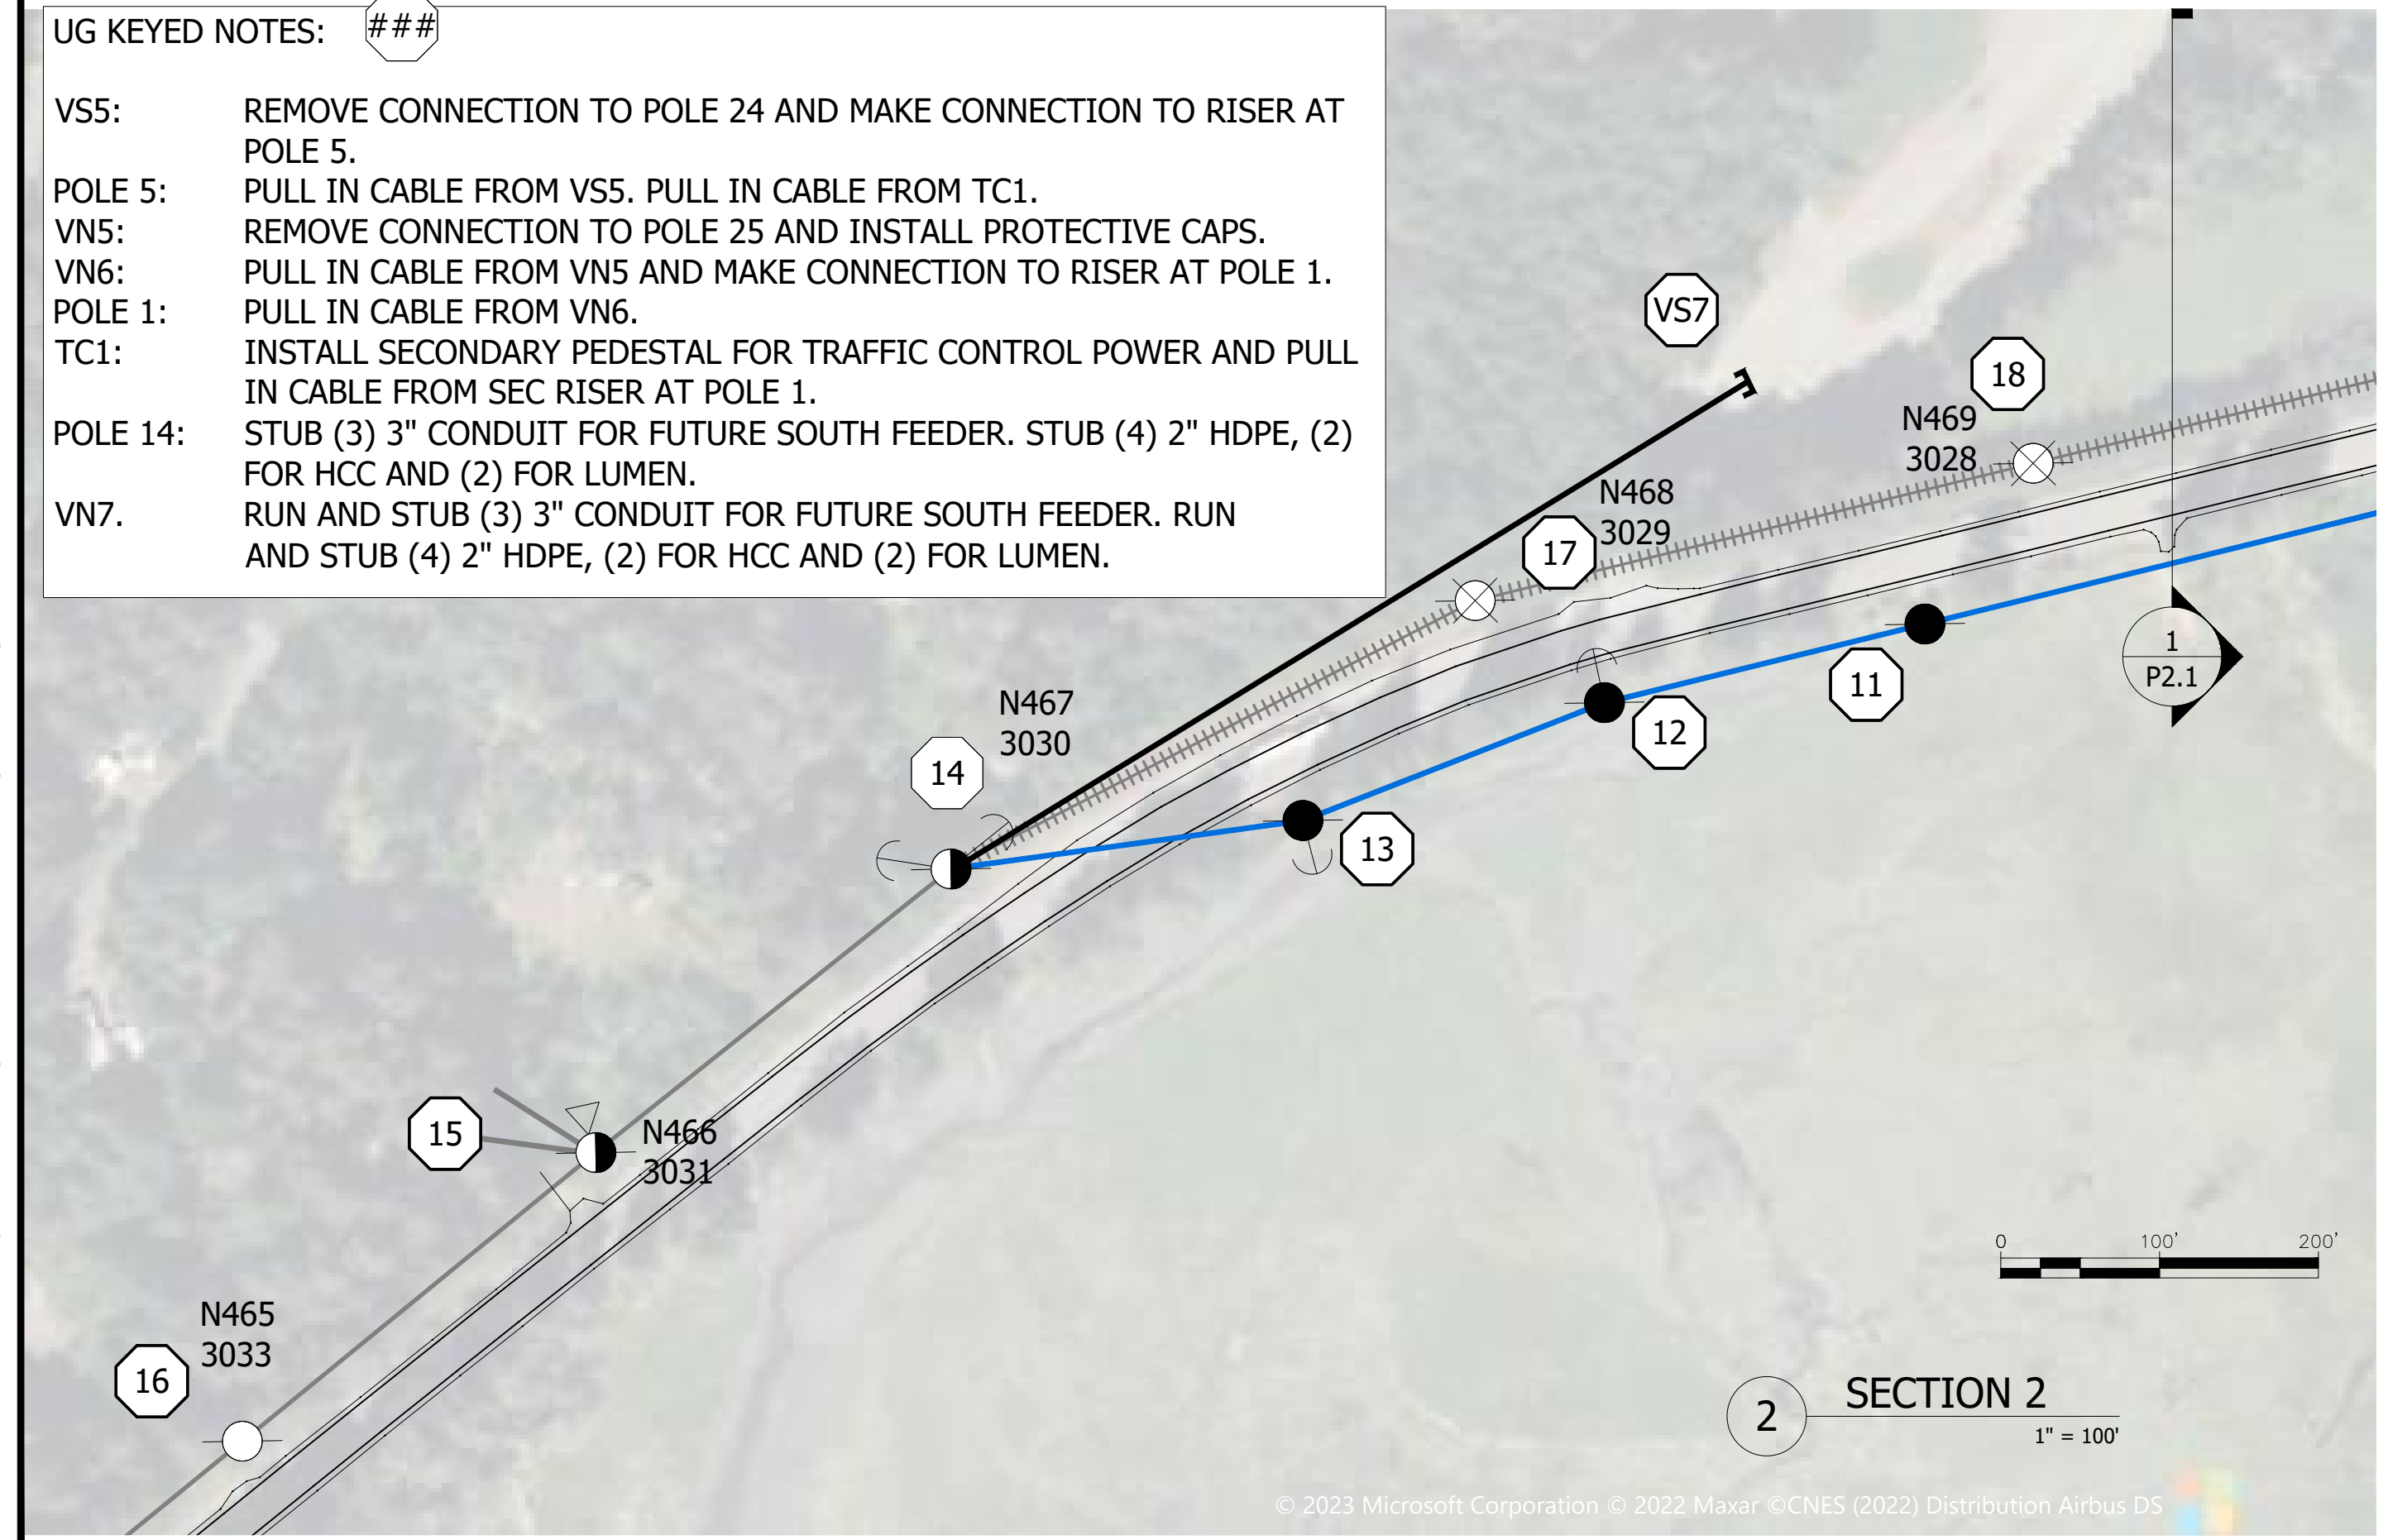 UG KEYED NOTES: ###
VS5: REMOVE CONNECTION TO POLE 24 AND MAKE CONNECTION TO RISER AT
POLE 5.
POLE 5: PULL IN CABLE FROM VS5. PULL IN CABLE FROM TC1.
VN5: REMOVE CONNECTION TO POLE 25 AND INSTALL PROTECTIVE CAPS.
VN6: PULL IN CABLE FROM VN5 AND MAKE CONNECTION TO RISER AT POLE 1.
POLE 1: PULL IN CABLE FROM VN6.
TC1: INSTALL SECONDARY PEDESTAL FOR TRAFFIC CONTROL POWER AND PULL
IN CABLE FROM SEC RISER AT POLE 1.
POLE 14: STUB (3) 3" CONDUIT FOR FUTURE SOUTH FEEDER. STUB (4) 2" HDPE, (2)
FOR HCC AND (2) FOR LUMEN.
VN7. RUN AND STUB (3) 3" CONDUIT FOR FUTURE SOUTH FEEDER. RUN
AND STUB (4) 2" HDPE, (2) FOR HCC AND (2) FOR LUMEN.
VS7
18
N469
3028
N468
3029
17
1
P2.1
11
12
N467
3030
14
13
15
N466
3031
0 100' 200'
N465
3033
16
2
SECTION 2
1" = 100'
© 2023 Microsoft Corporation © 2022 Maxar ©CNES (2022) Distribution Airbus DS